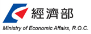 經濟部
Ministry of Economic Affairs, R.O.C.